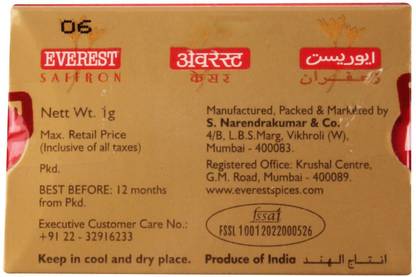 06
EVEREST
SAFFRON
एवरेस्ट
केसर
ايوريست
زعفران
Nett Wt. 1g
Max. Retail Price
(Inclusive of all taxes)
Pkd.
BEST BEFORE: 12 months
from Pkd.
Executive Customer Care No.:
+91 22 - 32916233
Manufactured, Packed & Marketed by
S. Narendrakumar & Co.
4/B, L.B.S.Marg, Vikhroli (W),
Mumbai - 400083.
Registered Office: Krushal Centre,
G.M. Road, Mumbai - 400089.
www.everestspices.com
fssai
FSSL 10012022000526
Keep in cool and dry place.
Produce of India انتاج الهند